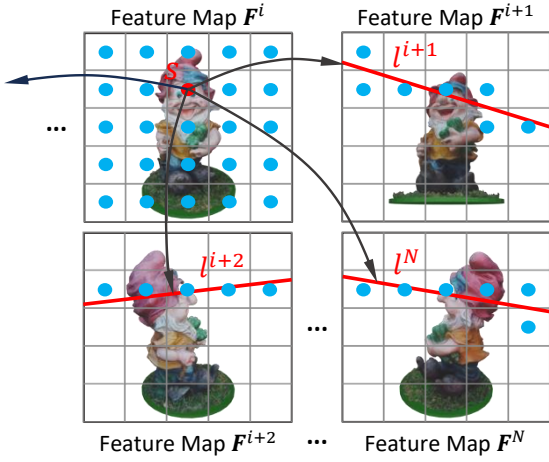 Feature Map F^i
Feature Map F^{i+1}
S
l^{i+1}
...
l^{i+2}
l^N
...
Feature Map F^{i+2}
...
Feature Map F^N